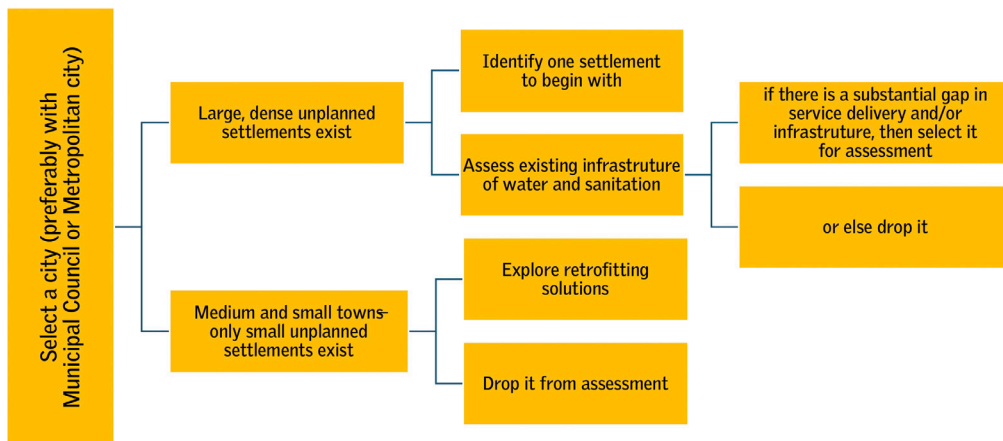 Select a city (preferably with
Municipal Council or Metropolitan city)
Large, dense unplanned
settlements exist
Identify one settlement
to begin with
Assess existing infrastruture
of water and sanitation
if there is a substantial gap in
service delivery and/or
infrastruture, then select it
for assessment
or else drop it
Medium and small towns–
only small unplanned
settlements exist
Explore retrofitting
solutions
Drop it from assessment